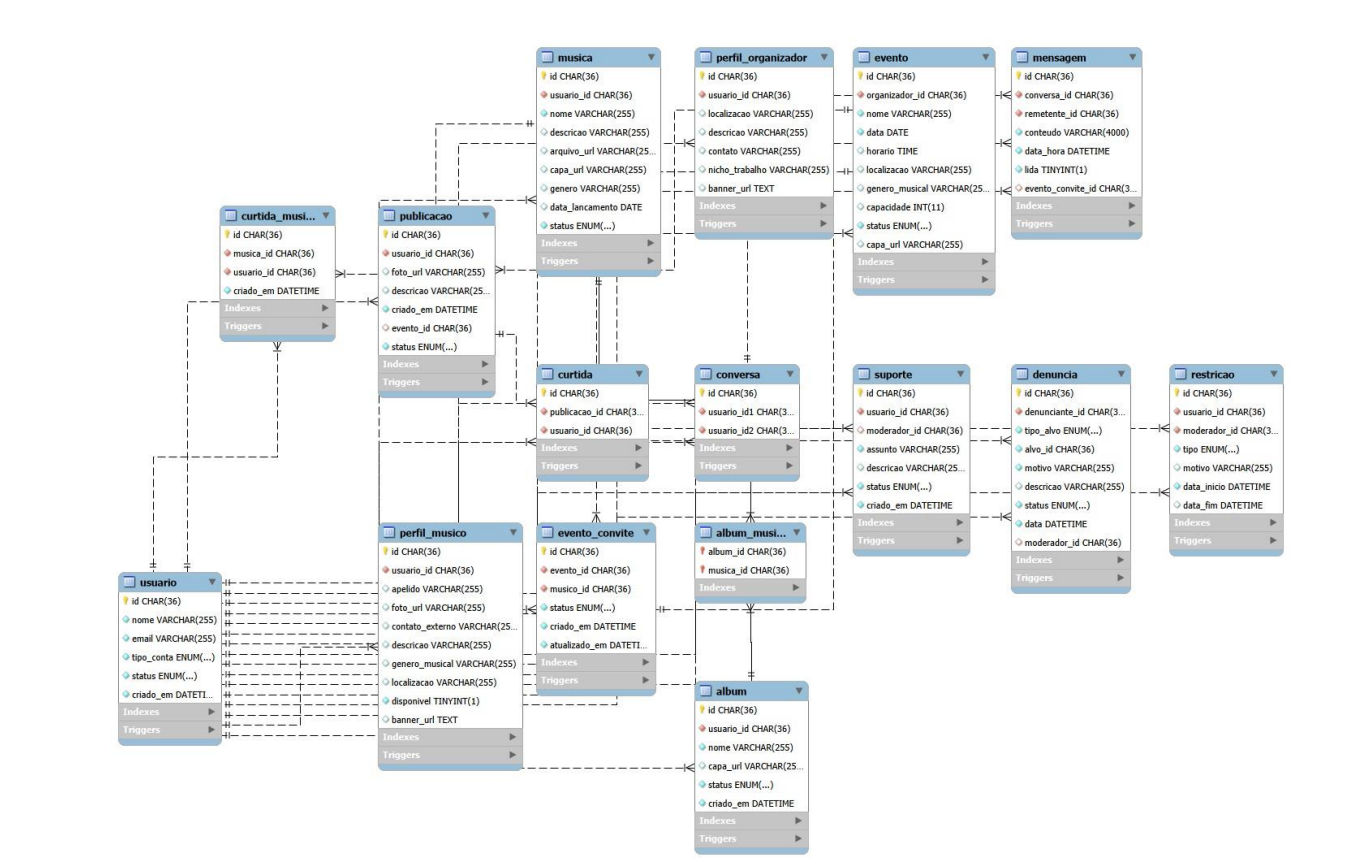 musica
id CHAR(36)
usuario_id CHAR(36)
nome VARCHAR(255)
descricao VARCHAR(255)
arquivo_url VARCHAR(25...
capa_url VARCHAR(255)
genero VARCHAR(255)
data_lancamento DATE
status ENUM(...)
Indexes
Triggers
perfil_organizador
id CHAR(36)
usuario_id CHAR(36)
localizacao VARCHAR(255)
descricao VARCHAR(255)
contato VARCHAR(255)
nicho_trabalho VARCHAR(255)
banner_url TEXT
Indexes
Triggers
evento
id CHAR(36)
organizador_id CHAR(36)
nome VARCHAR(255)
data DATE
horario TIME
localizacao VARCHAR(255)
genero_musical VARCHAR(25...
capacidade INT(11)
status ENUM(...)
capa_url VARCHAR(255)
Indexes
Triggers
mensagem
id CHAR(36)
conversa_id CHAR(36)
remetente_id CHAR(36)
conteudo VARCHAR(4000)
data_hora DATETIME
lida TINYINT(1)
evento_convite_id CHAR(3...
Indexes
Triggers
curtida_musi...
id CHAR(36)
musica_id CHAR(36)
usuario_id CHAR(36)
criado_em DATETIME
Indexes
Triggers
publicacao
id CHAR(36)
usuario_id CHAR(36)
foto_url VARCHAR(255)
descricao VARCHAR(25...
criado_em DATETIME
evento_id CHAR(36)
status ENUM(...)
Indexes
Triggers
curtida
id CHAR(36)
publicacao_id CHAR(3...
usuario_id CHAR(36)
Indexes
Triggers
conversa
id CHAR(36)
usuario_id1 CHAR(3...
usuario_id2 CHAR(3...
Indexes
Triggers
suporte
id CHAR(36)
usuario_id CHAR(36)
moderador_id CHAR(36)
assunto VARCHAR(255)
descricao VARCHAR(25...
status ENUM(...)
criado_em DATETIME
Indexes
Triggers
denuncia
id CHAR(36)
denunciante_id CHAR(3...
tipo_alvo ENUM(...)
alvo_id CHAR(36)
motivo VARCHAR(255)
descricao VARCHAR(255)
status ENUM(...)
data DATETIME
moderador_id CHAR(36)
Indexes
Triggers
restricao
id CHAR(36)
usuario_id CHAR(36)
moderador_id CHAR(3...
tipo ENUM(...)
motivo VARCHAR(255)
data_inicio DATETIME
data_fim DATETIME
Indexes
Triggers
perfil_musico
id CHAR(36)
usuario_id CHAR(36)
apelido VARCHAR(255)
foto_url VARCHAR(255)
contato_externo VARCHAR(25...
descricao VARCHAR(255)
genero_musical VARCHAR(255)
localizacao VARCHAR(255)
disponivel TINYINT(1)
banner_url TEXT
Indexes
Triggers
evento_convite
id CHAR(36)
evento_id CHAR(36)
musico_id CHAR(36)
status ENUM(...)
criado_em DATETIME
atualizado_em DATETI...
Indexes
Triggers
album_musi...
album_id CHAR(36)
musica_id CHAR(36)
Indexes
usuario
id CHAR(36)
nome VARCHAR(255)
email VARCHAR(255)
tipo_conta ENUM(...)
status ENUM(...)
criado_em DATETI...
Indexes
Triggers
album
id CHAR(36)
usuario_id CHAR(36)
nome VARCHAR(255)
capa_url VARCHAR(25...
status ENUM(...)
criado_em DATETIME
Indexes
Triggers